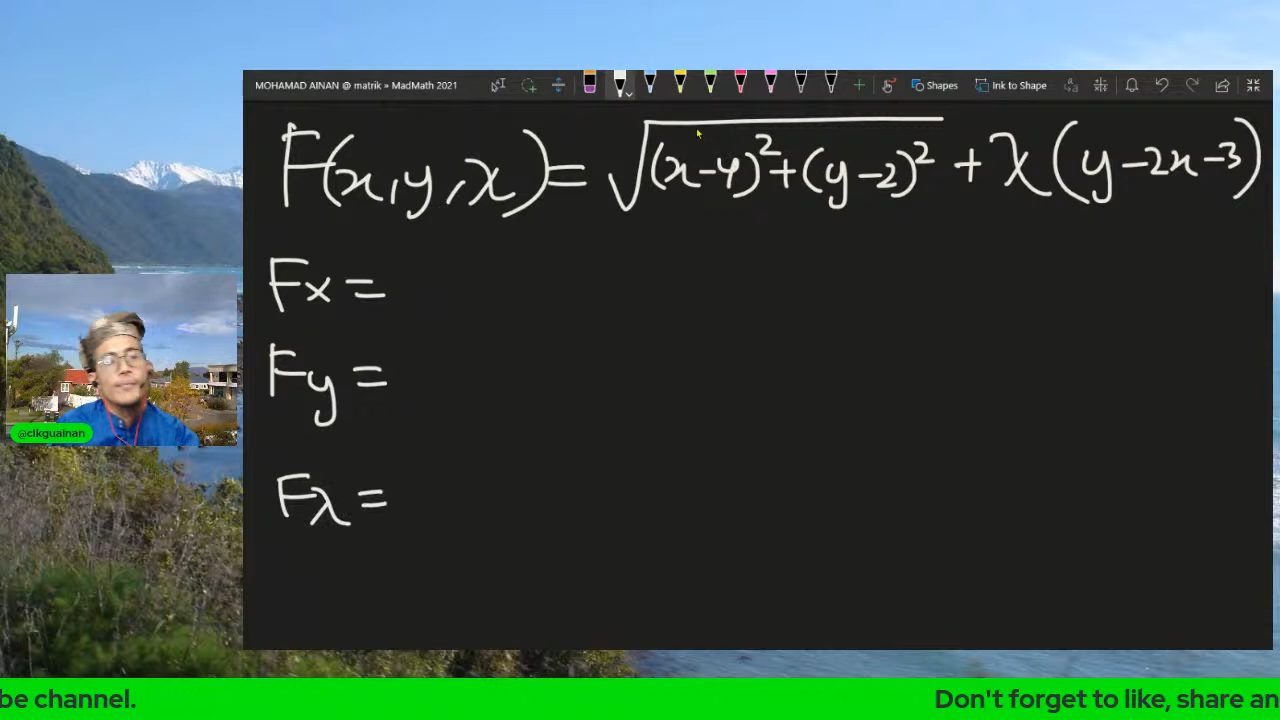 MOHAMAD AINAN @ matrik » MadMath 2021
Shapes
Ink to Shape
F(x,y,λ)=√(x-4)²+(y-2)² + λ(y-2x-3)
Fx =
Fy =
Fλ =
@cikguainan
be channel.
Don't forget to like, share an